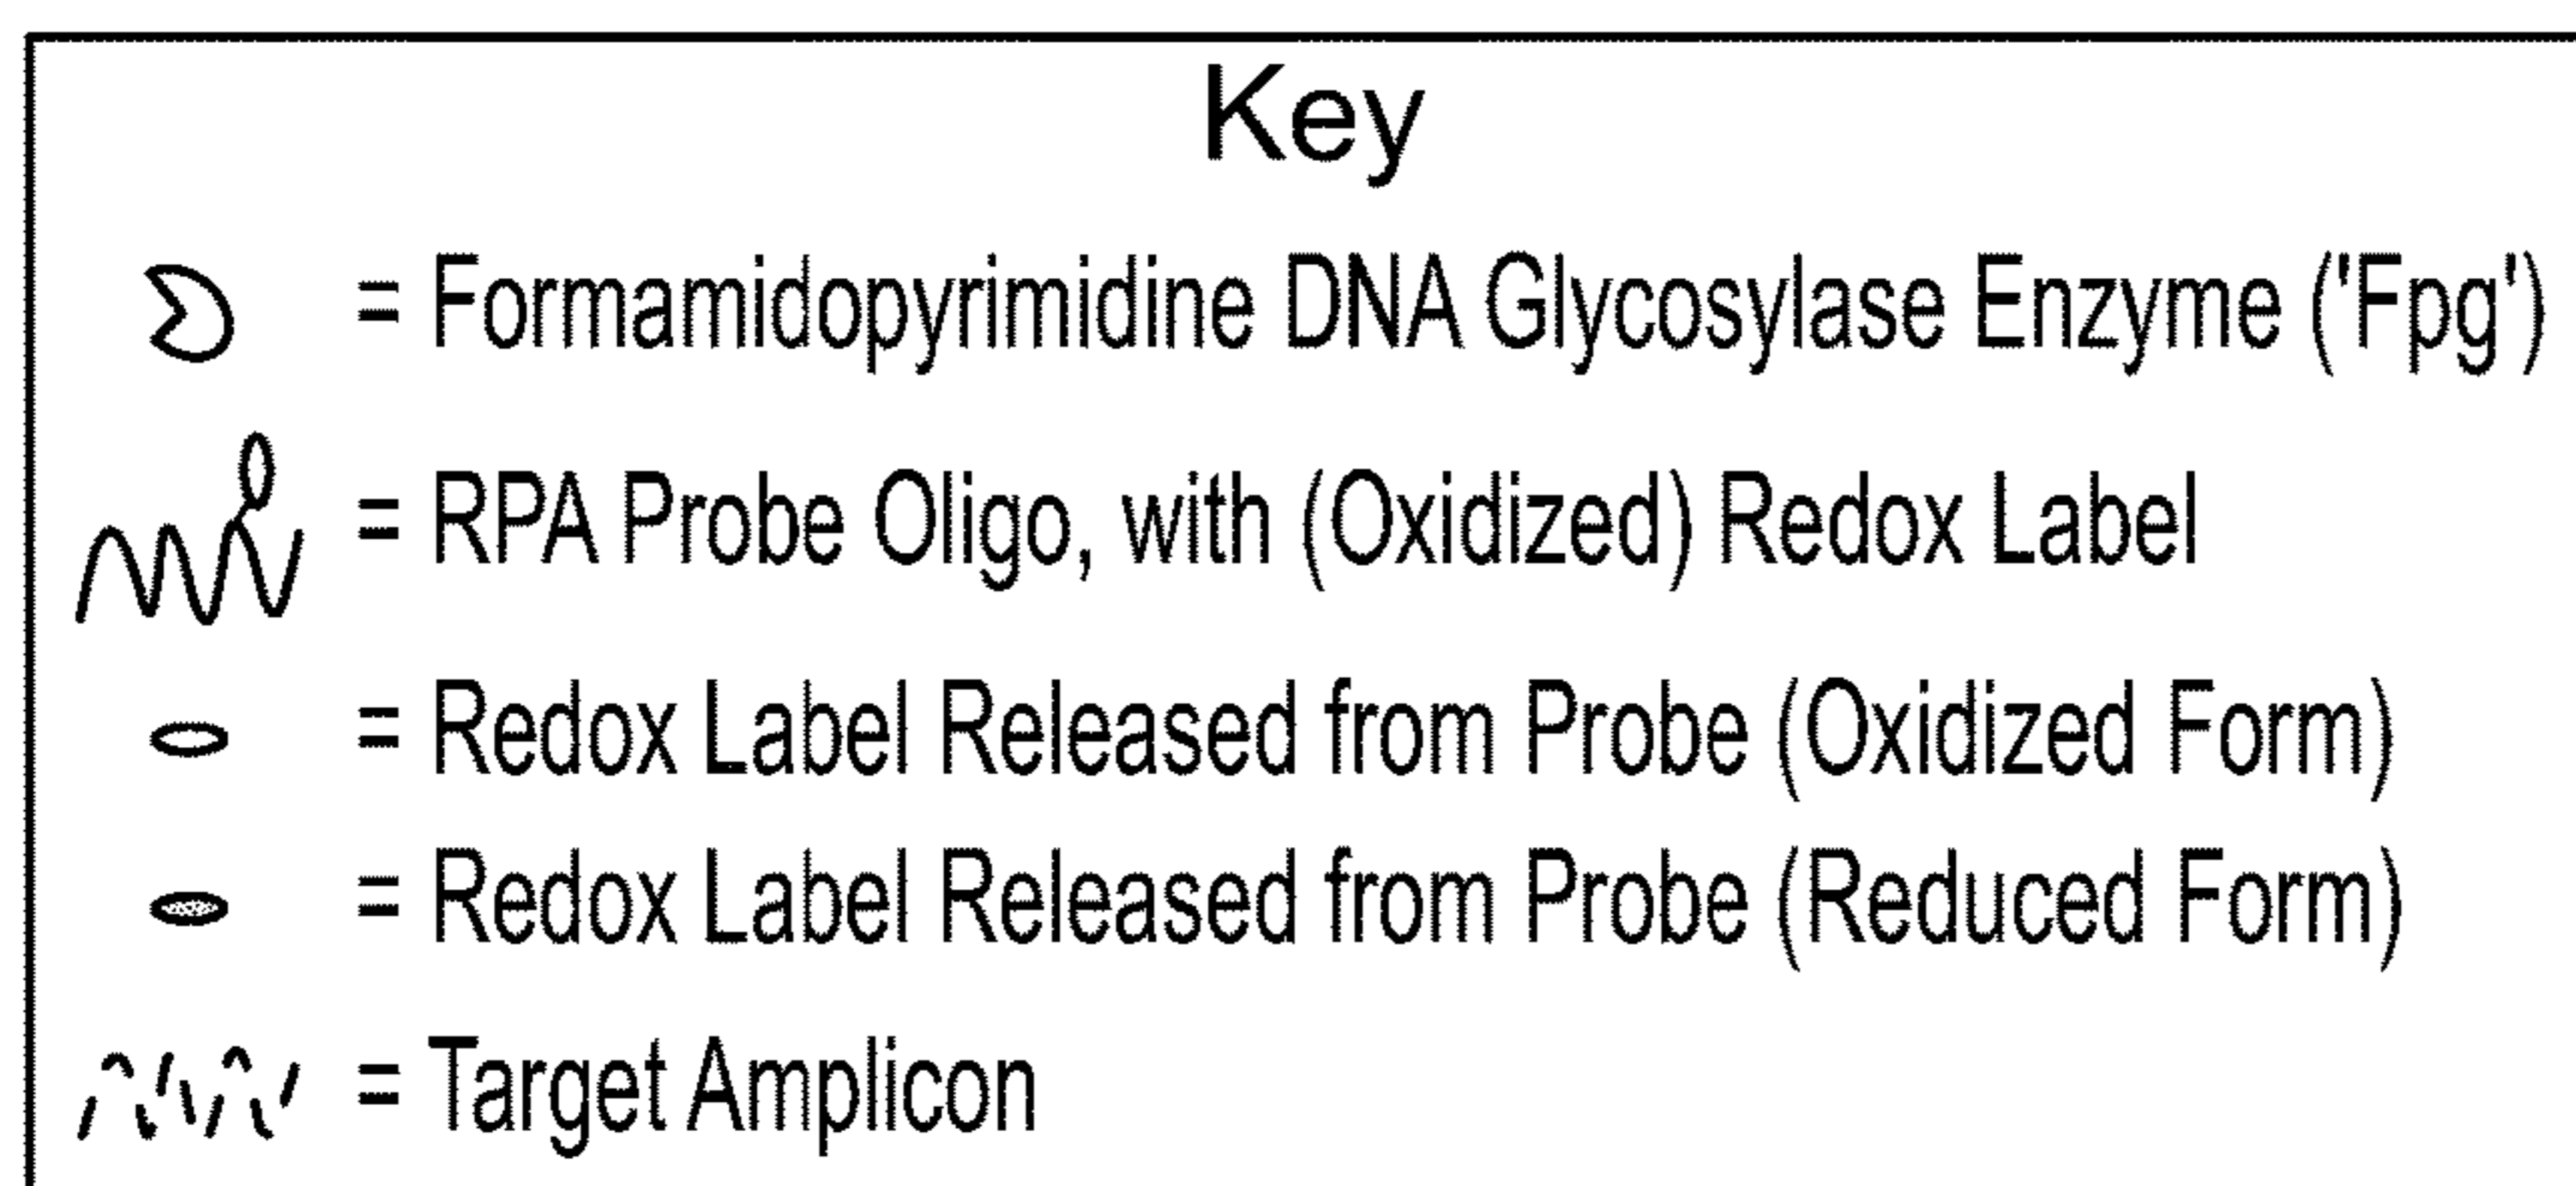 Key
= Formamidopyrimidine DNA Glycosylase Enzyme ('Fpg')
= RPA Probe Oligo, with (Oxidized) Redox Label
= Redox Label Released from Probe (Oxidized Form)
= Redox Label Released from Probe (Reduced Form)
= Target Amplicon